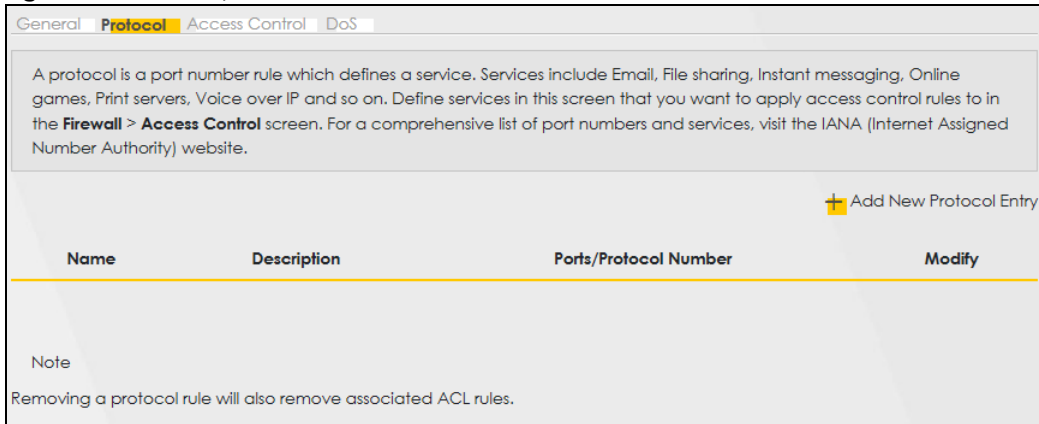 General Protocol Access Control DoS
A protocol is a port number rule which defines a service. Services include Email, File sharing, Instant messaging, Online
games, Print servers, Voice over IP and so on. Define services in this screen that you want to apply access control rules to in
the Firewall > Access Control screen. For a comprehensive list of port numbers and services, visit the IANA (Internet Assigned
Number Authority) website.
+ Add New Protocol Entry
Name Description Ports/Protocol Number Modify
Note
Removing a protocol rule will also remove associated ACL rules.